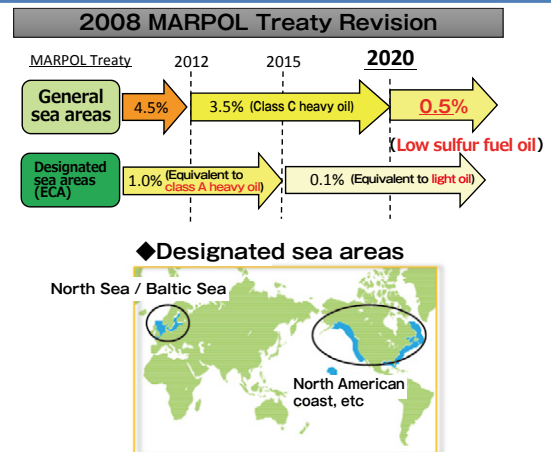 2008 MARPOL Treaty Revision
MARPOL Treaty 2012 2015 2020
General
sea areas
4.5%
3.5% (Class C heavy oil)
0.5%
(Low sulfur fuel oil)
Designated
sea areas
(ECA)
1.0% (Equivalent to
class A heavy oil)
0.1% (Equivalent to light oil)
◆Designated sea areas
North Sea / Baltic Sea
North American
coast, etc